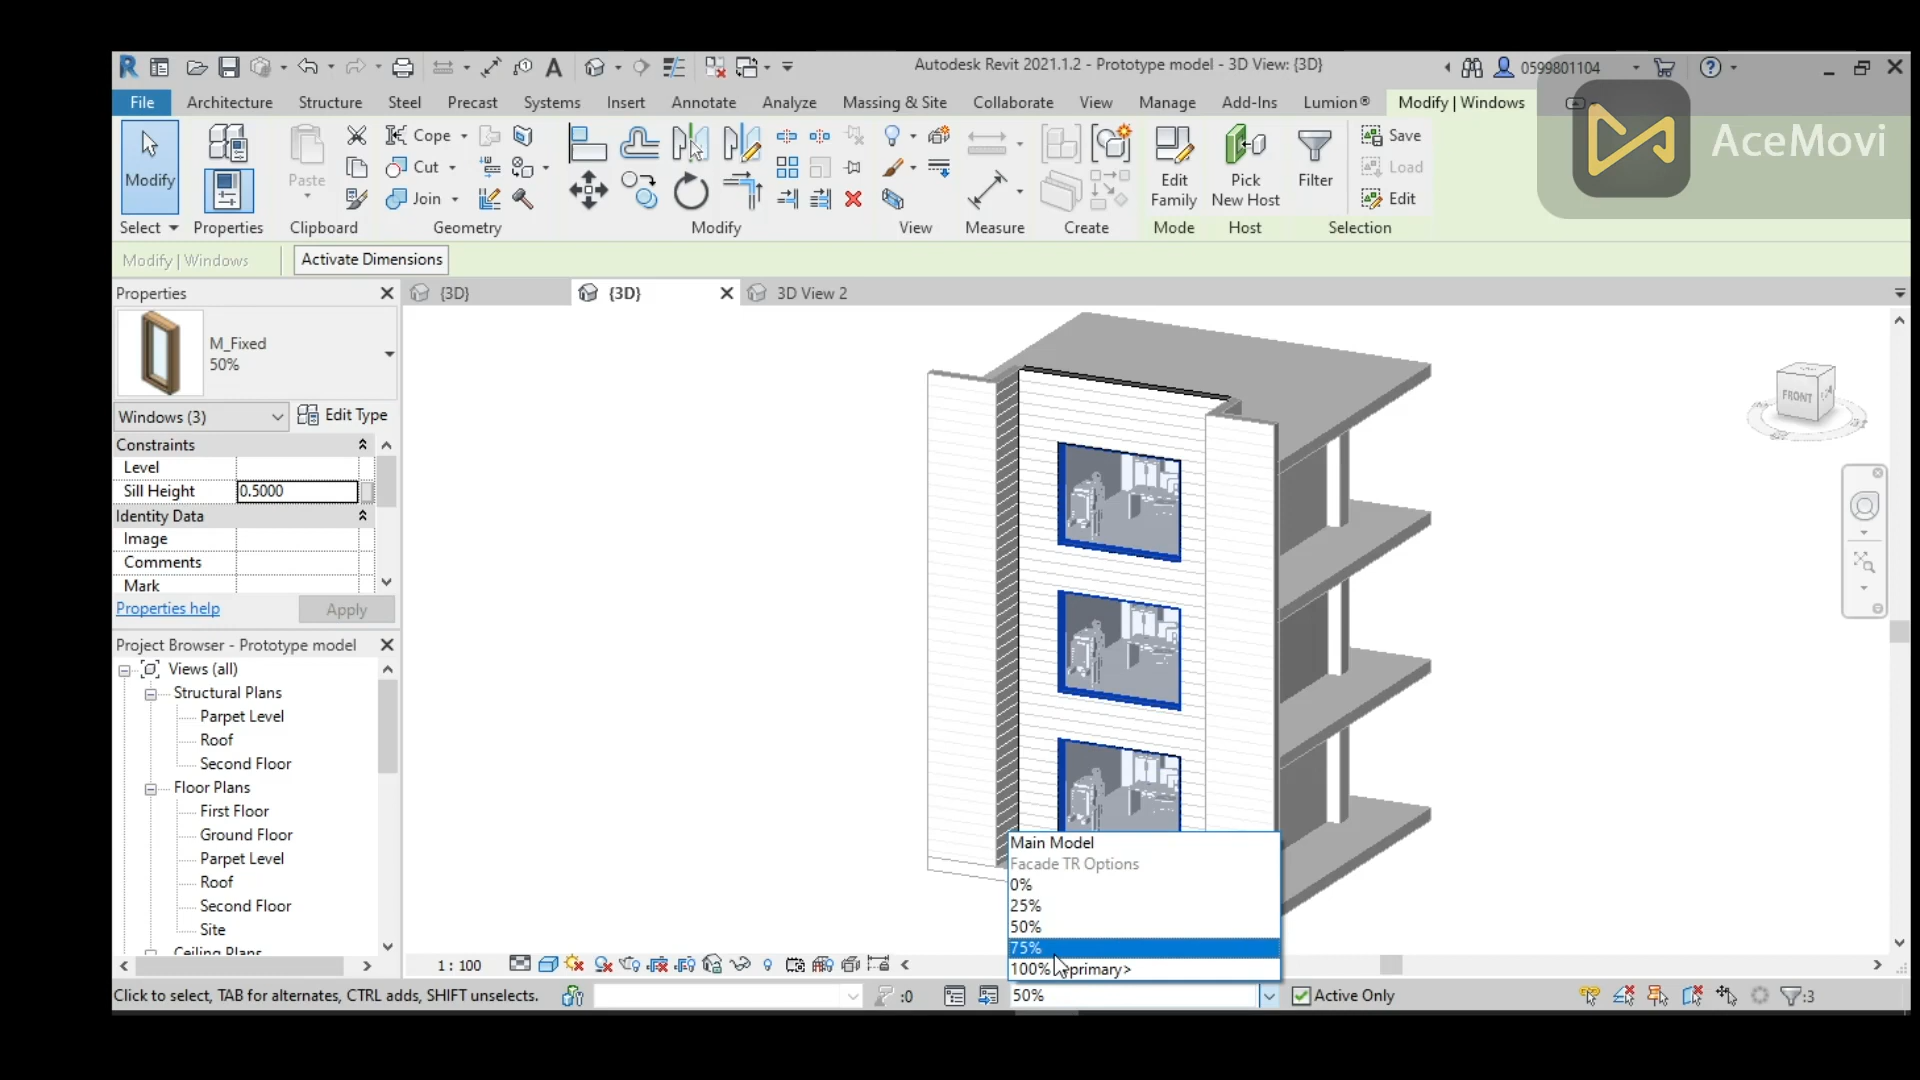 Autodesk Revit 2021.1.2 - Prototype model - 3D View: {3D}
0599801104
File Architecture Structure Steel Precast Systems Insert Annotate Analyze Massing & Site Collaborate View Manage Add-Ins Lumion® Modify | Windows
AceMovi
Modify
Paste
Cope
Cut
Join
Edit Family
Pick New Host
Filter
Save
Load
Edit
Select Properties Clipboard Geometry Modify View Measure Create Mode Host Selection
Modify | Windows Activate Dimensions
Properties
{3D} {3D} 3D View 2
M_Fixed
50%
Windows (3) Edit Type
Constraints
Level
Sill Height 0.5000
Identity Data
Image
Comments
Mark
Properties help Apply
FRONT
Project Browser - Prototype model
Views (all)
Structural Plans
Parpet Level
Roof
Second Floor
Floor Plans
First Floor
Ground Floor
Parpet Level
Roof
Second Floor
Site
Ceiling Plans
Main Model
Facade TR Options
0%
25%
50%
75%
100% primary>
1 : 100
Click to select, TAB for alternates, CTRL adds, SHIFT unselects. :0 50% Active Only :3